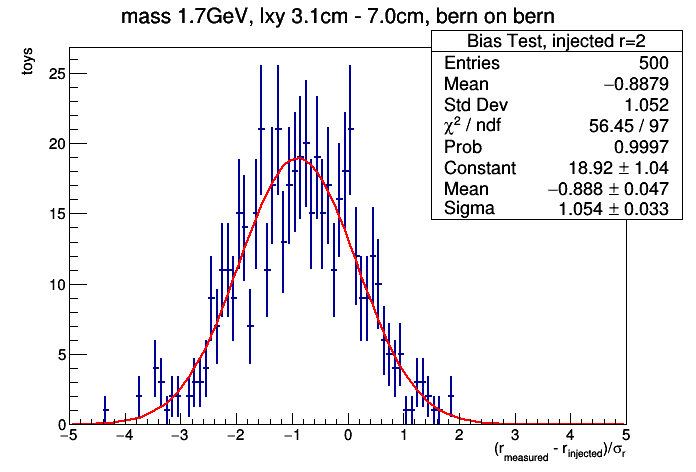 mass 1.7GeV, lxy 3.1cm - 7.0cm, bern on bern
Bias Test, injected r=2
Entries 500
Mean −0.8879
Std Dev 1.052
χ² / ndf 56.45 / 97
Prob 0.9997
Constant 18.92 ± 1.04
Mean −0.888 ± 0.047
Sigma 1.054 ± 0.033
toys
25
20
15
10
5
0
−5 −4 −3 −2 −1 0 1 2 3 4 5
(r_measured - r_injected)/σ_r